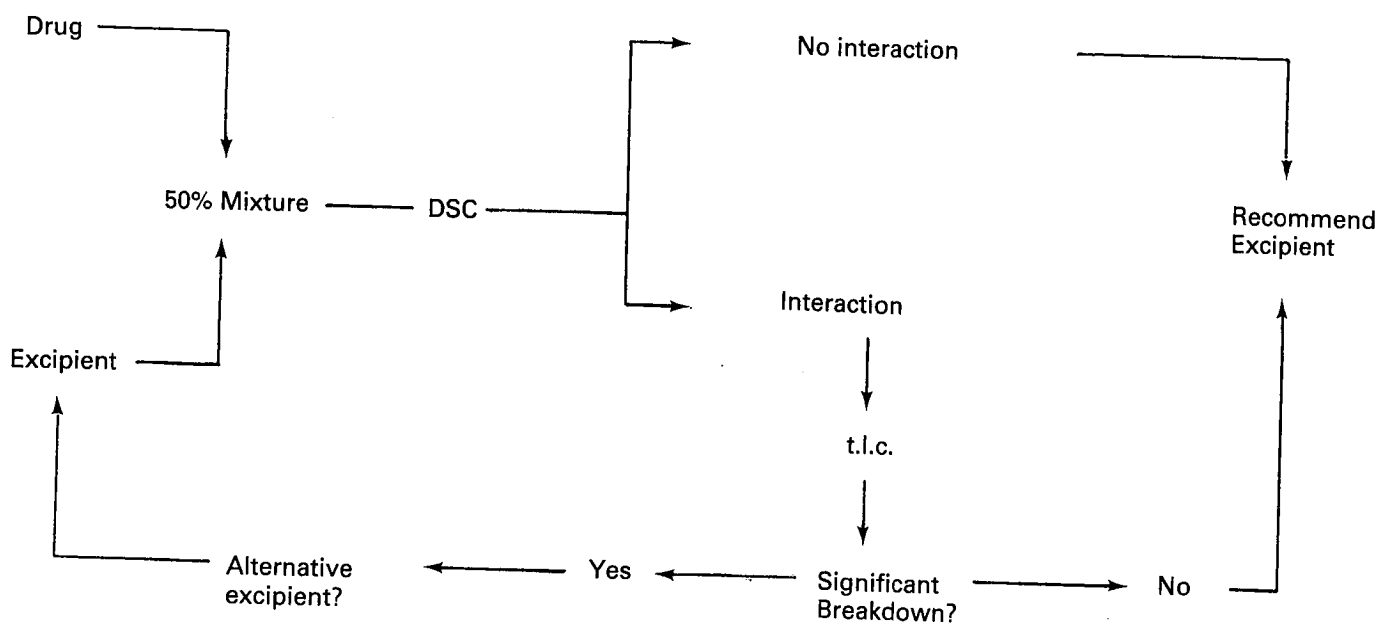 Drug
No interaction
50% Mixture
DSC
Recommend
Excipient
Interaction
Excipient
t.l.c.
Alternative
excipient?
Yes
Significant
Breakdown?
No